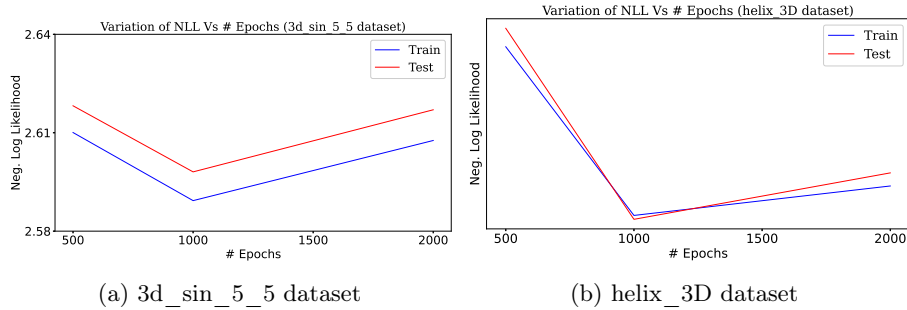 Variation of NLL Vs # Epochs (3d_sin_5_5 dataset)
2.64
2.61
2.58
Neg. Log Likelihood
Train
Test
500
1000
1500
2000
# Epochs
(a) 3d_sin_5_5 dataset
Variation of NLL Vs # Epochs (helix_3D dataset)
Neg. Log Likelihood
Train
Test
500
1000
1500
2000
# Epochs
(b) helix_3D dataset